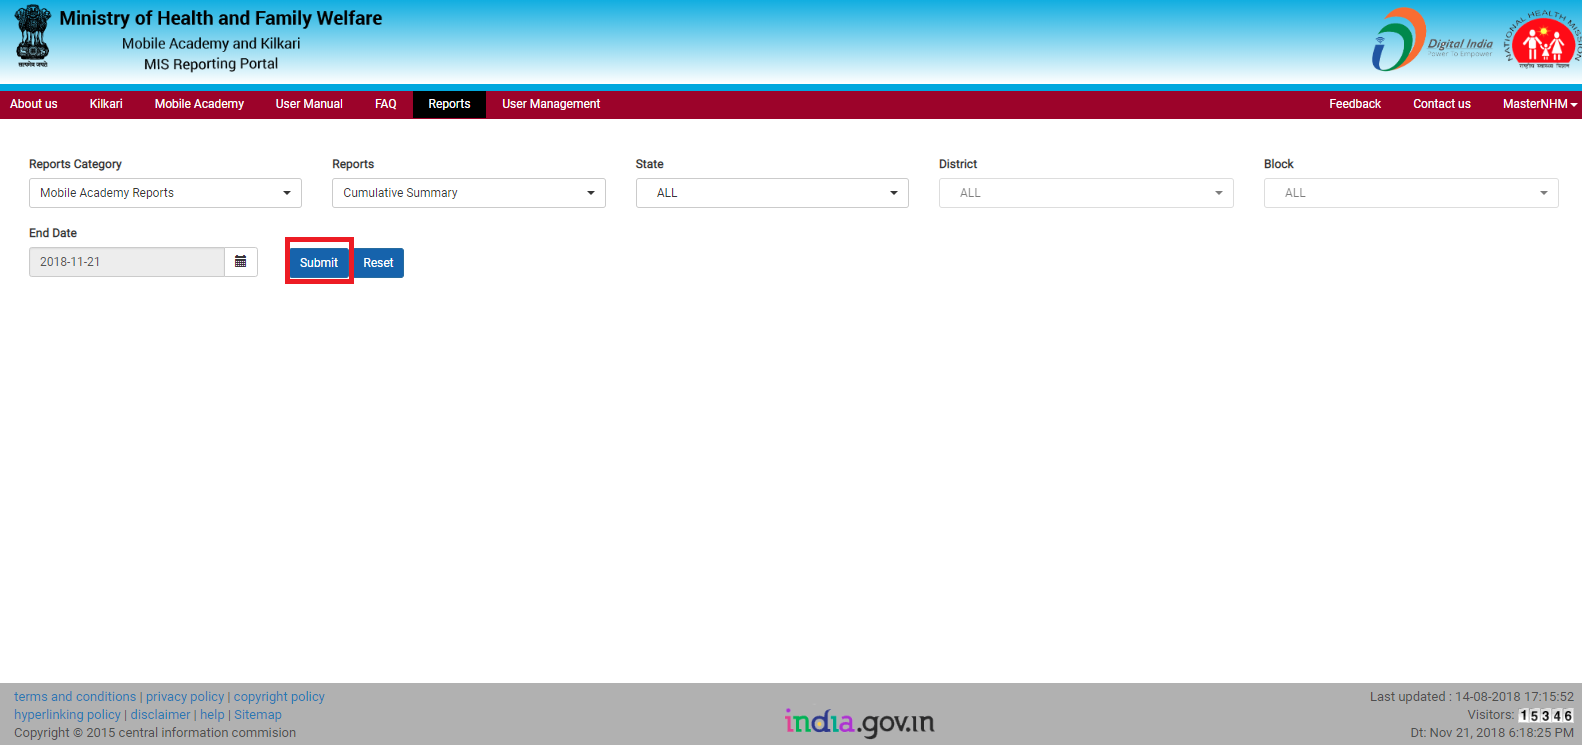 Ministry of Health and Family Welfare
Mobile Academy and Kilkari
MIS Reporting Portal
सत्यमेव जयते
Digital India
Power To Empower
NATIONAL HEALTH MISSION
About us Kilkari Mobile Academy User Manual FAQ Reports User Management Feedback Contact us MasterNHM
Reports Category Reports State District Block
Mobile Academy Reports Cumulative Summary ALL ALL ALL
End Date
2018-11-21 Submit Reset
terms and conditions | privacy policy | copyright policy
hyperlinking policy | disclaimer | help | Sitemap
Copyright © 2015 central information commision
india.gov.in
Last updated : 14-08-2018 17:15:52
Visitors: 15346
Dt: Nov 21, 2018 6:18:25 PM